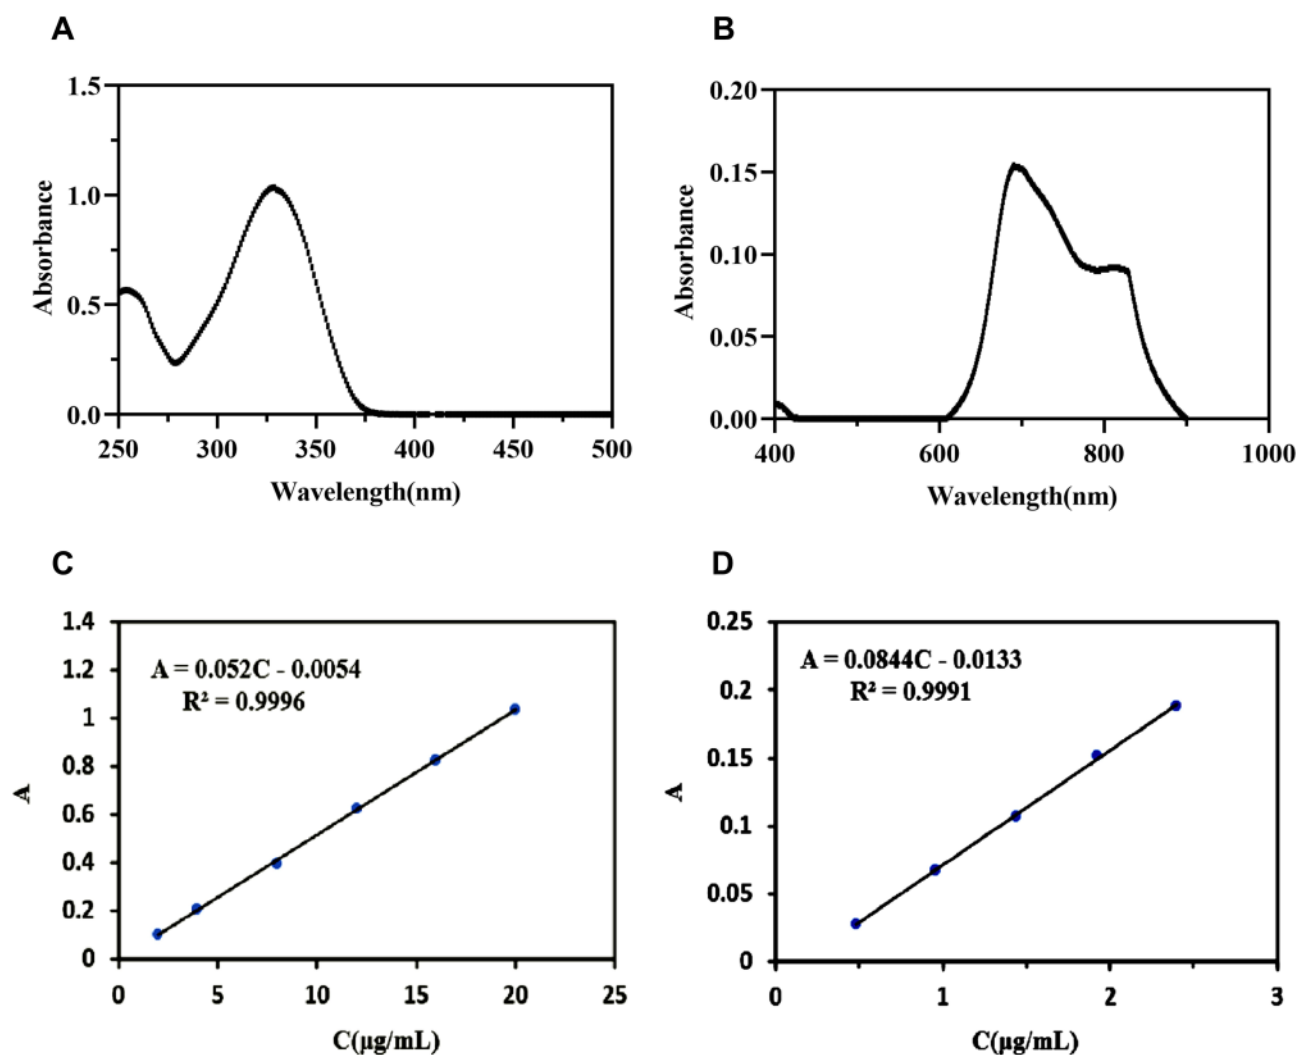 A
1.5
1.0
0.5
0.0
Absorbance
250 300 350 400 450 500
Wavelength(nm)
B
0.20
0.15
0.10
0.05
0.00
Absorbance
400 600 800 1000
Wavelength(nm)
C
1.4
1.2
1
0.8
0.6
0.4
0.2
0
A
A = 0.052C - 0.0054
R² = 0.9996
0 5 10 15 20 25
C(µg/mL)
D
0.25
0.2
0.15
0.1
0.05
0
A
A = 0.0844C - 0.0133
R² = 0.9991
0 1 2 3
C(µg/mL)